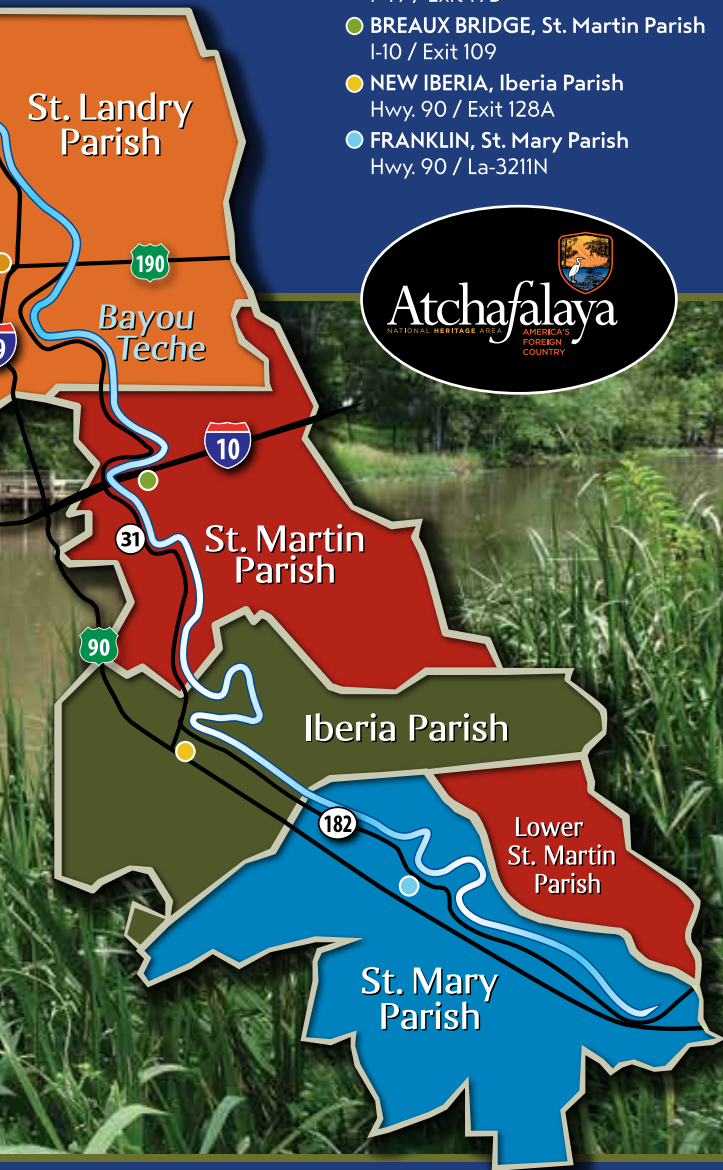 BREAUX BRIDGE, St. Martin Parish
I-10 / Exit 109
NEW IBERIA, Iberia Parish
Hwy. 90 / Exit 128A
FRANKLIN, St. Mary Parish
Hwy. 90 / La-3211N
Atchafalaya
NATIONAL HERITAGE AREA
AMERICA'S
FOREIGN
COUNTRY
St. Landry
Parish
190
Bayou
Teche
9
10
31
St. Martin
Parish
90
Iberia Parish
182
Lower
St. Martin
Parish
St. Mary
Parish